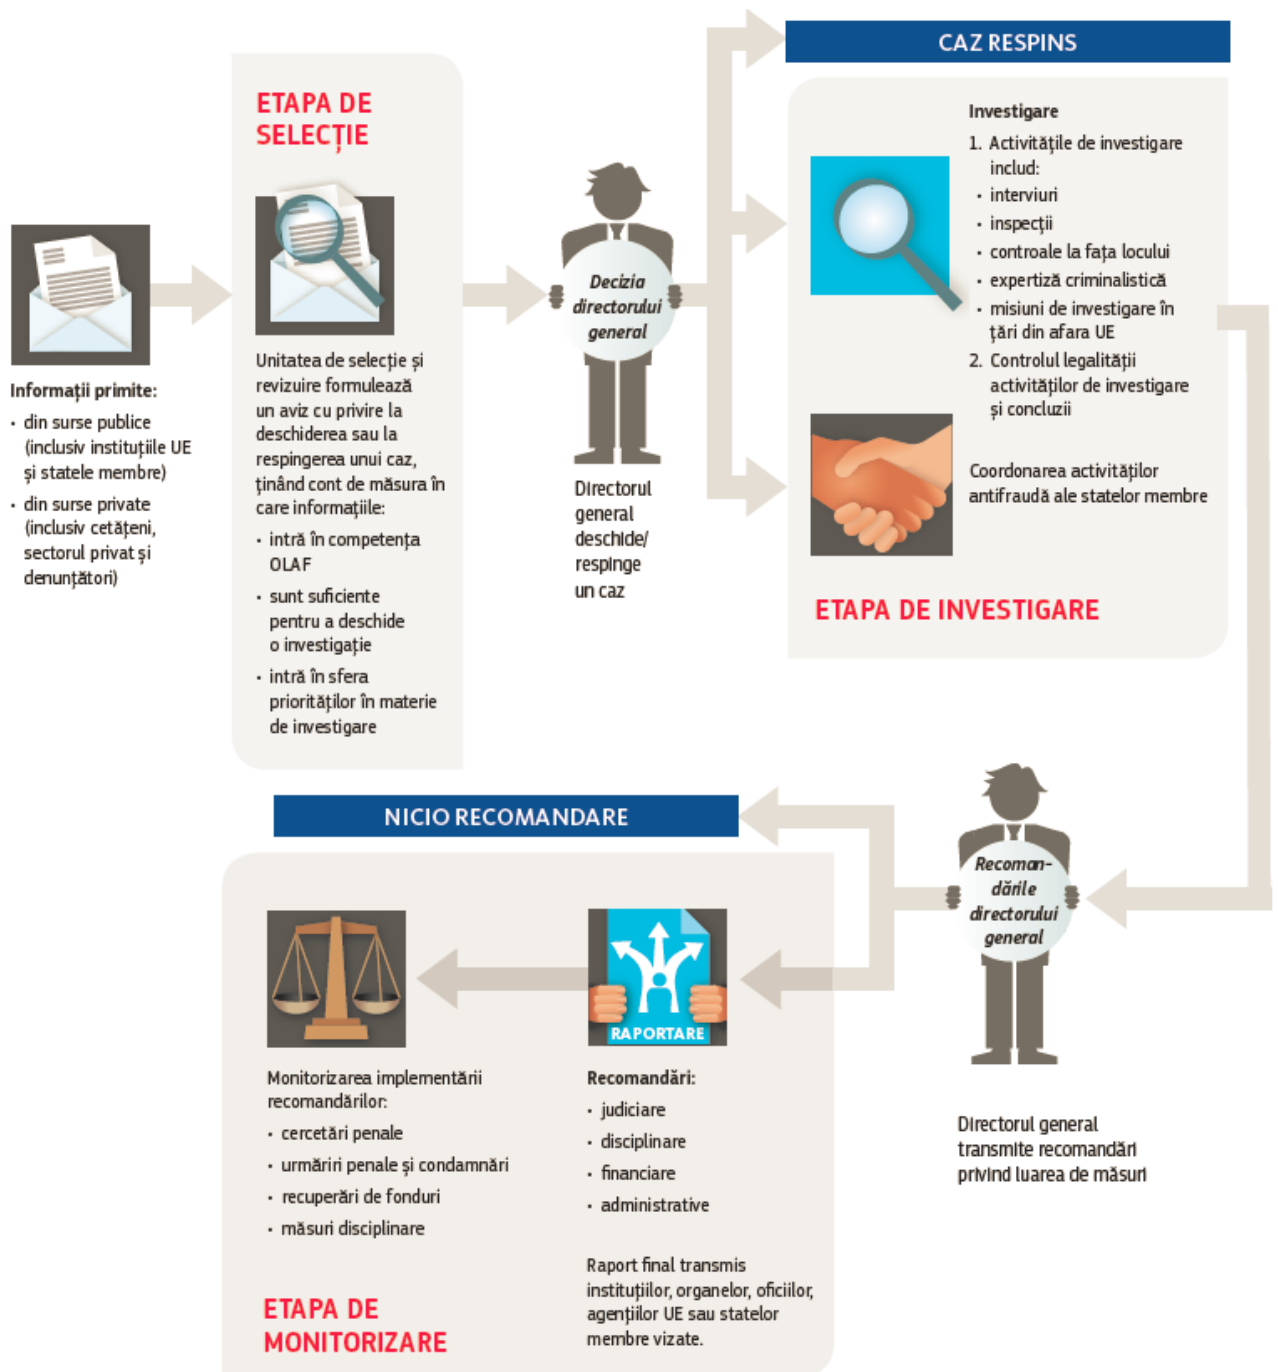 Informații primite:
• din surse publice
(inclusiv instituțiile UE
și statele membre)
• din surse private
(inclusiv cetățeni,
sectorul privat și
denunțători)
ETAPA DE
SELECȚIE
Unitatea de selecție și
revizuire formulează
un aviz cu privire la
deschiderea sau la
respingerea unui caz,
ținând cont de măsura în
care informațiile:
• intră în competența
OLAF
• sunt suficiente
pentru a deschide
o investigație
• intră în sfera
priorităților în materie
de investigare
Decizia
directorului
general
Directorul
general
deschide/
respinge
un caz
CAZ RESPINS
Investigare
1. Activitățile de investigare
includ:
• interviuri
• inspecții
• controale la fața locului
• expertiză criminalistică
• misiuni de investigare în
țări din afara UE
2. Controlul legalității
activităților de investigare
și concluzii
Coordonarea activităților
antifraudă ale statelor membre
ETAPA DE INVESTIGARE
Recoman-
dările
directorului
general
Directorul general
transmite recomandări
privind luarea de măsuri
NICIO RECOMANDARE
RAPORTARE
Recomandări:
• judiciare
• disciplinare
• financiare
• administrative
Raport final transmis
instituțiilor, organelor, oficiilor,
agențiilor UE sau statelor
membre vizate.
Monitorizarea implementării
recomandărilor:
• cercetări penale
• urmăriri penale și condamnări
• recuperări de fonduri
• măsuri disciplinare
ETAPA DE
MONITORIZARE